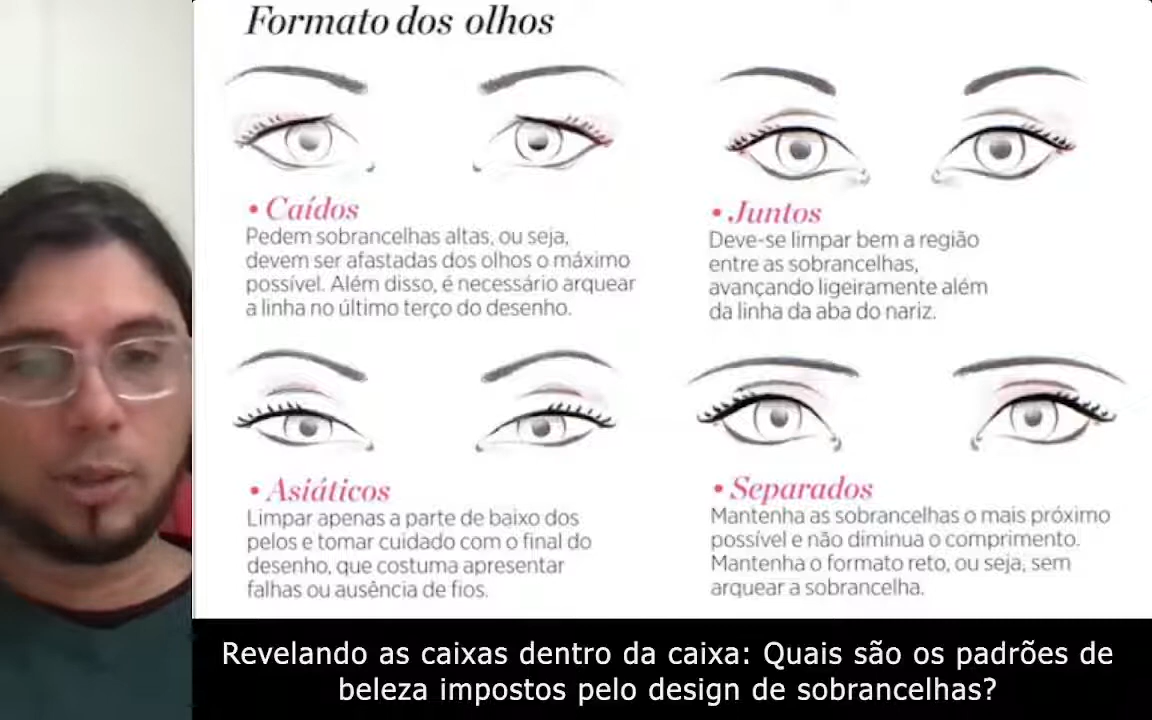 Formato dos olhos
• Caídos
Pedem sobrancelhas altas, ou seja,
devem ser afastadas dos olhos o máximo
possível. Além disso, é necessário arquear
a linha no último terço do desenho.
• Juntos
Deve-se limpar bem a região
entre as sobrancelhas,
avançando ligeiramente além
da linha da aba do nariz.
• Asiáticos
Limpar apenas a parte de baixo dos
pelos e tomar cuidado com o final do
desenho, que costuma apresentar
falhas ou ausência de fios.
• Separados
Mantenha as sobrancelhas o mais próximo
possível e não diminua o comprimento.
Mantenha o formato reto, ou seja, sem
arquear a sobrancelha.
Revelando as caixas dentro da caixa: Quais são os padrões de
beleza impostos pelo design de sobrancelhas?